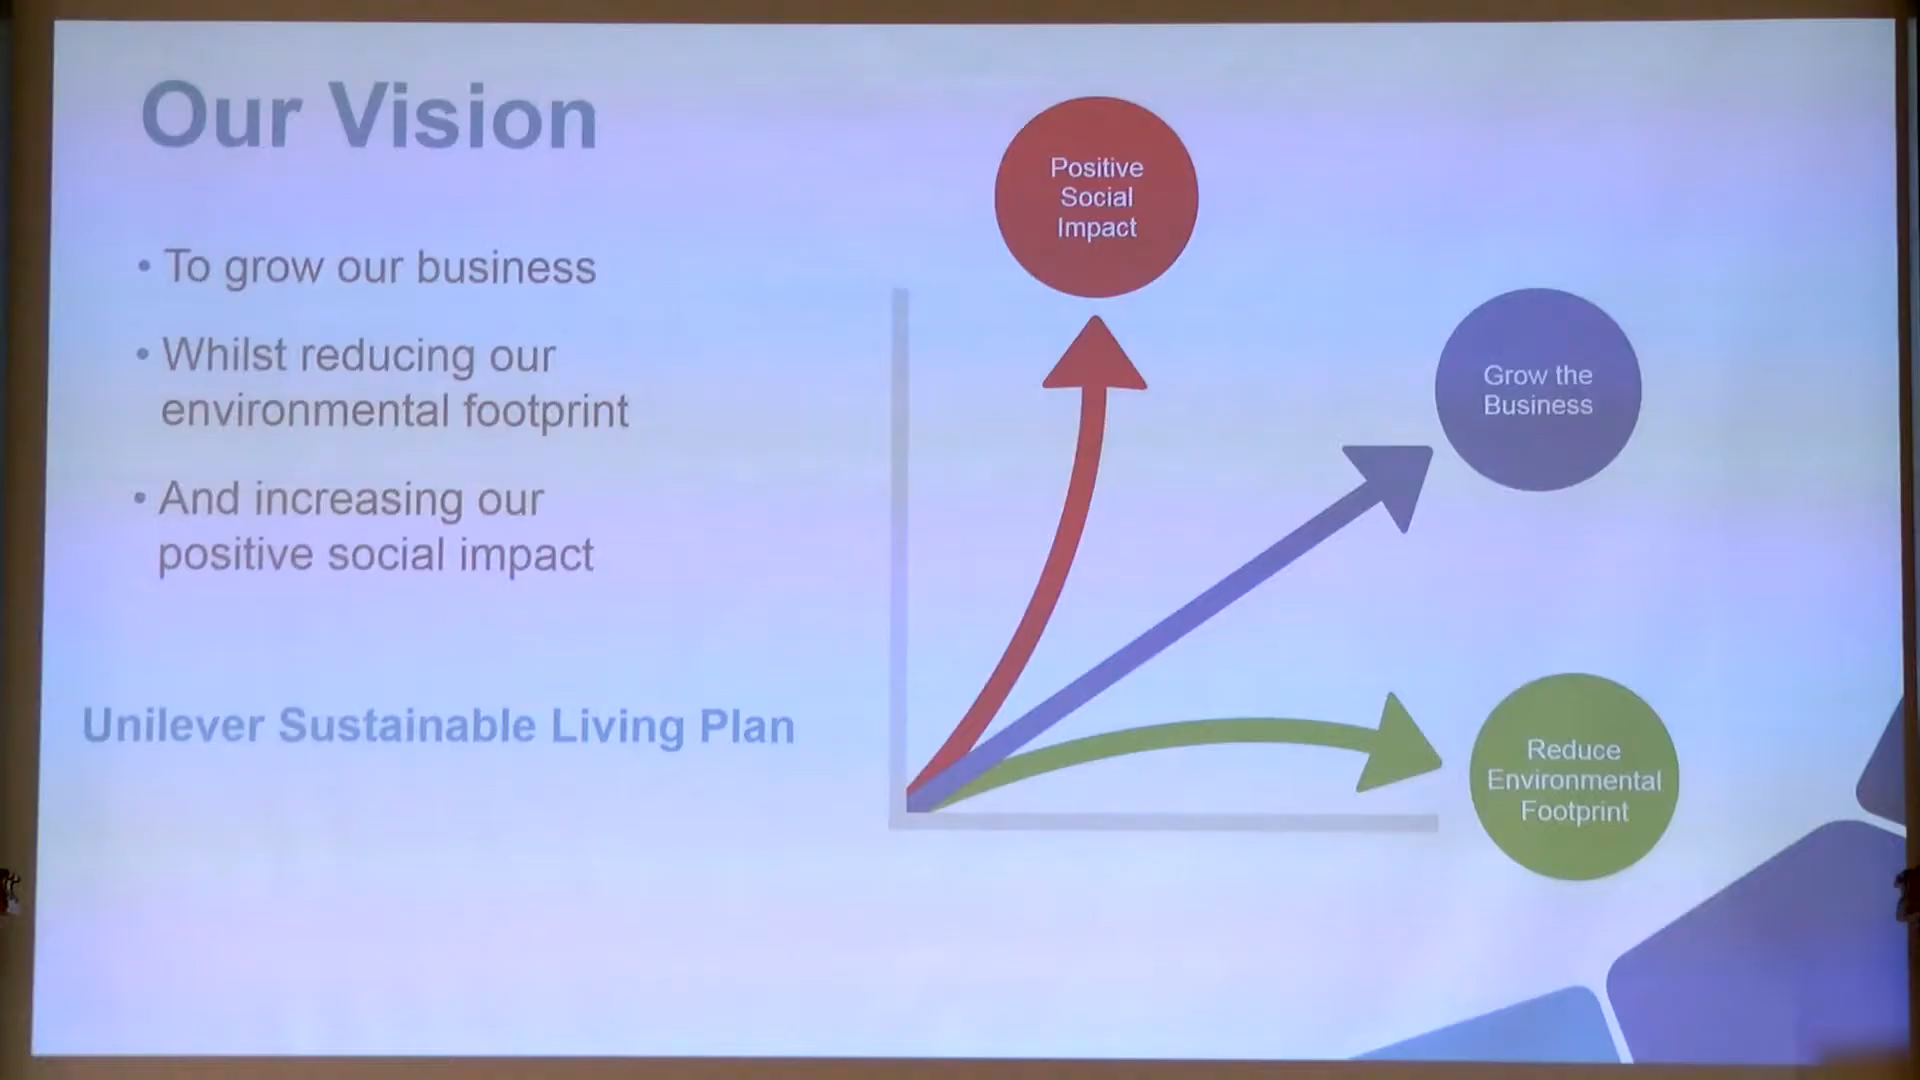 Our Vision
• To grow our business
• Whilst reducing our
environmental footprint
• And increasing our
positive social impact
Unilever Sustainable Living Plan
Positive
Social
Impact
Grow the
Business
Reduce
Environmental
Footprint